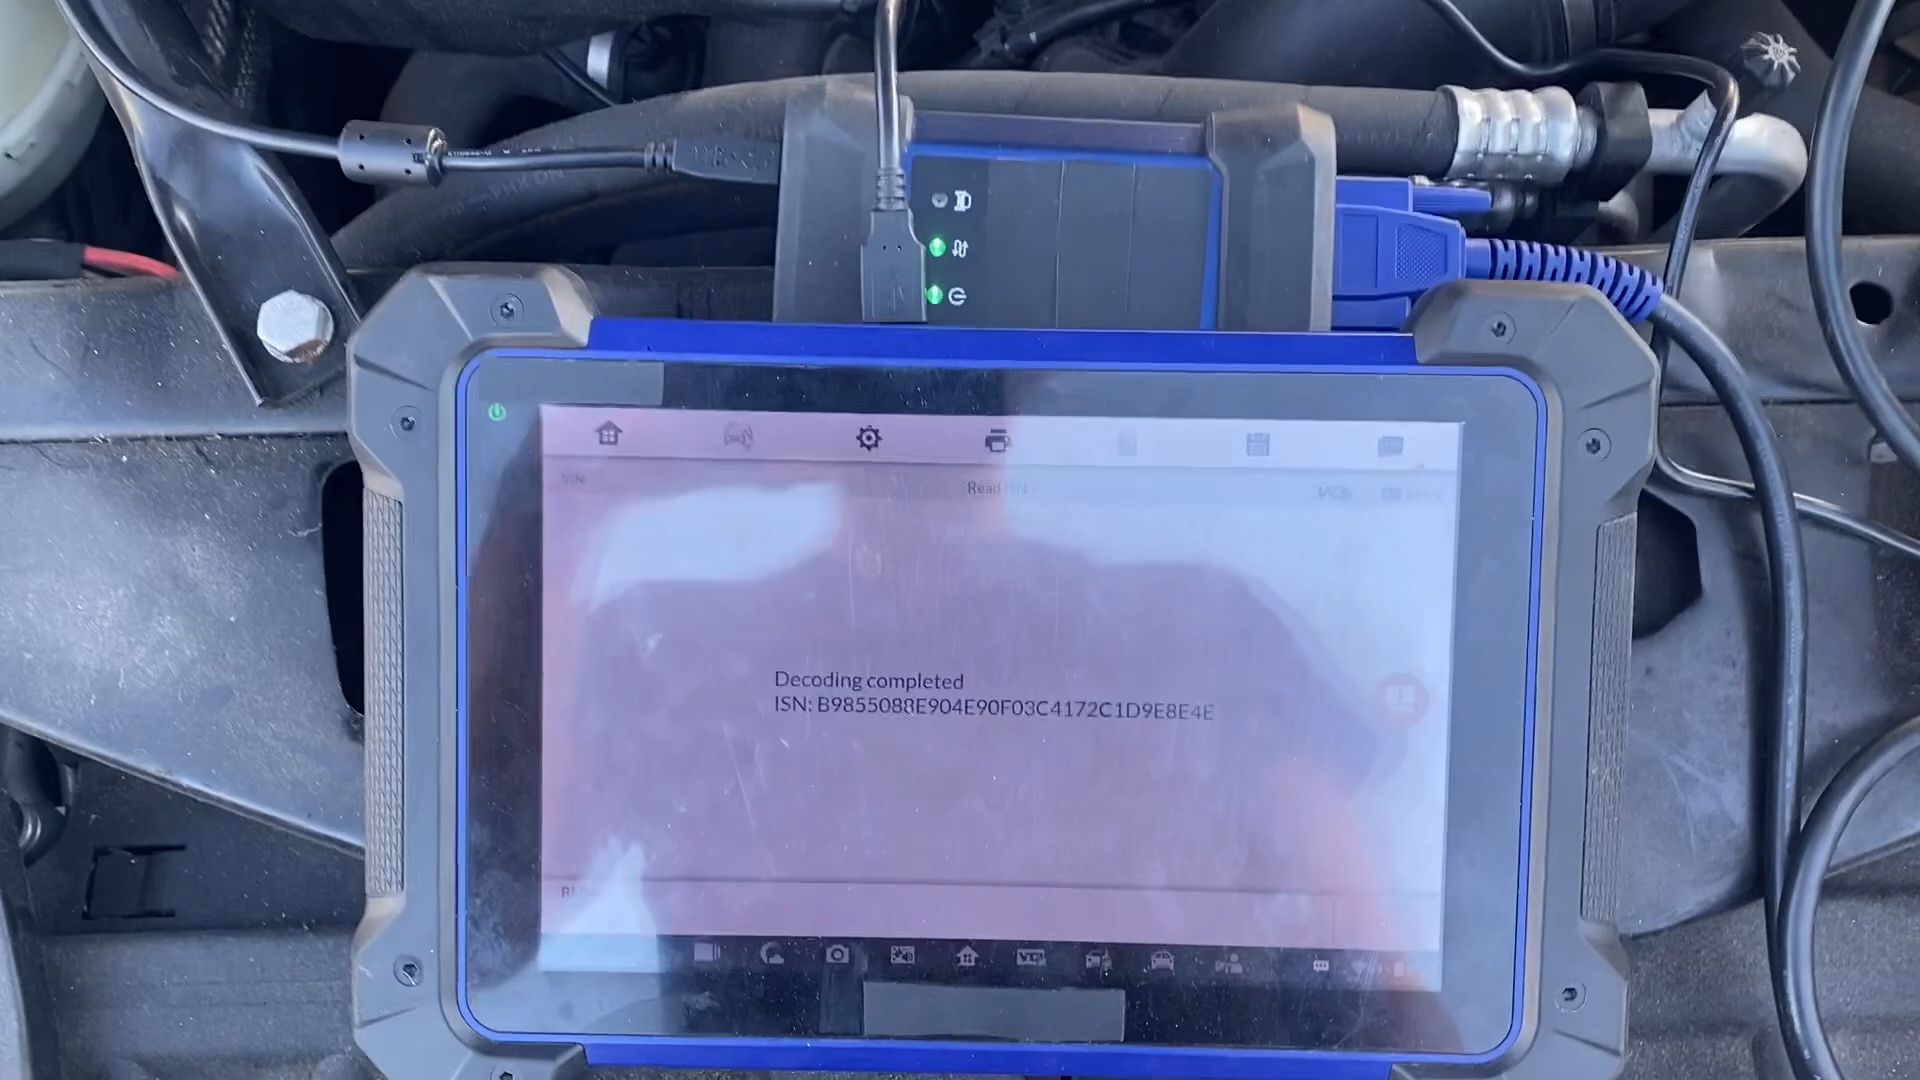 Read ISN
Decoding completed
ISN: B9855088E904E90F03C4172C1D9E8E4E